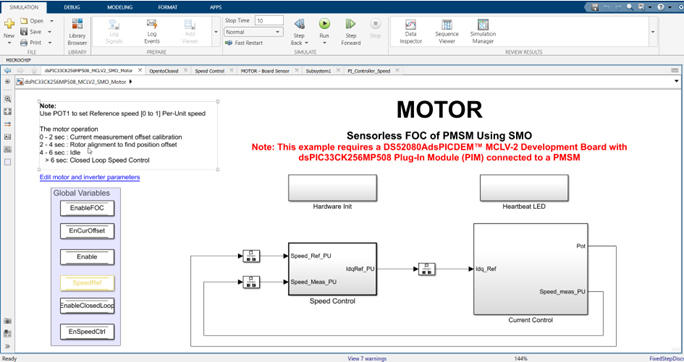 SIMULATION
DEBUG
MODELING
FORMAT
APPS
New
Open
Save
Print
FILE
Library
Browser
LIBRARY
Log
Signals
Log
Events
Add
Viewer
PREPARE
Stop Time 10
Normal
Fast Restart
Step
Back
Run
Step
Forward
Stop
SIMULATE
Data
Inspector
Sequence
Viewer
Simulation
Manager
REVIEW RESULTS
MICROCHIP
dsPIC33CK256MP508_MCLV2_SMO_Motor
OpentoClosed
Speed Control
MOTOR - Board Sensor
Subsystem1
PI_Controller_Speed
dsPIC33CK256MP508_MCLV2_SMO_Motor
Note:
Use POT1 to set Reference speed [0 to 1] Per-Unit speed
The motor operation
0 - 2 sec : Current measurement offset calibration
2 - 4 sec : Rotor alignment to find position offset
4 - 6 sec : Idle
> 6 sec: Closed Loop Speed Control
Edit motor and inverter parameters
MOTOR
Sensorless FOC of PMSM Using SMO
Note: This example requires a DS52080AdsPICDEM™ MCLV-2 Development Board with
dsPIC33CK256MP508 Plug-In Module (PIM) connected to a PMSM
Global Variables
EnableFOC
EnCurOffset
Enable
SpeedRef
EnableClosedLoop
EnSpeedCtrl
Hardware Init
Heartbeat LED
Speed_Ref_PU
Speed_Meas_PU
IdqRef_PU
Speed Control
Idq_Ref
Pot
Speed_meas_PU
Current Control
Ready
View 7 warnings
144%
FixedStepDisc